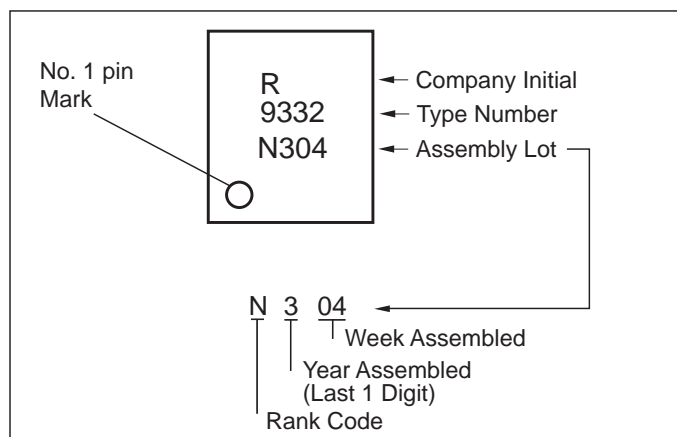 No. 1 pin
Mark
R
9332
N304
Company Initial
Type Number
Assembly Lot
N 3 04
Week Assembled
Year Assembled
(Last 1 Digit)
Rank Code